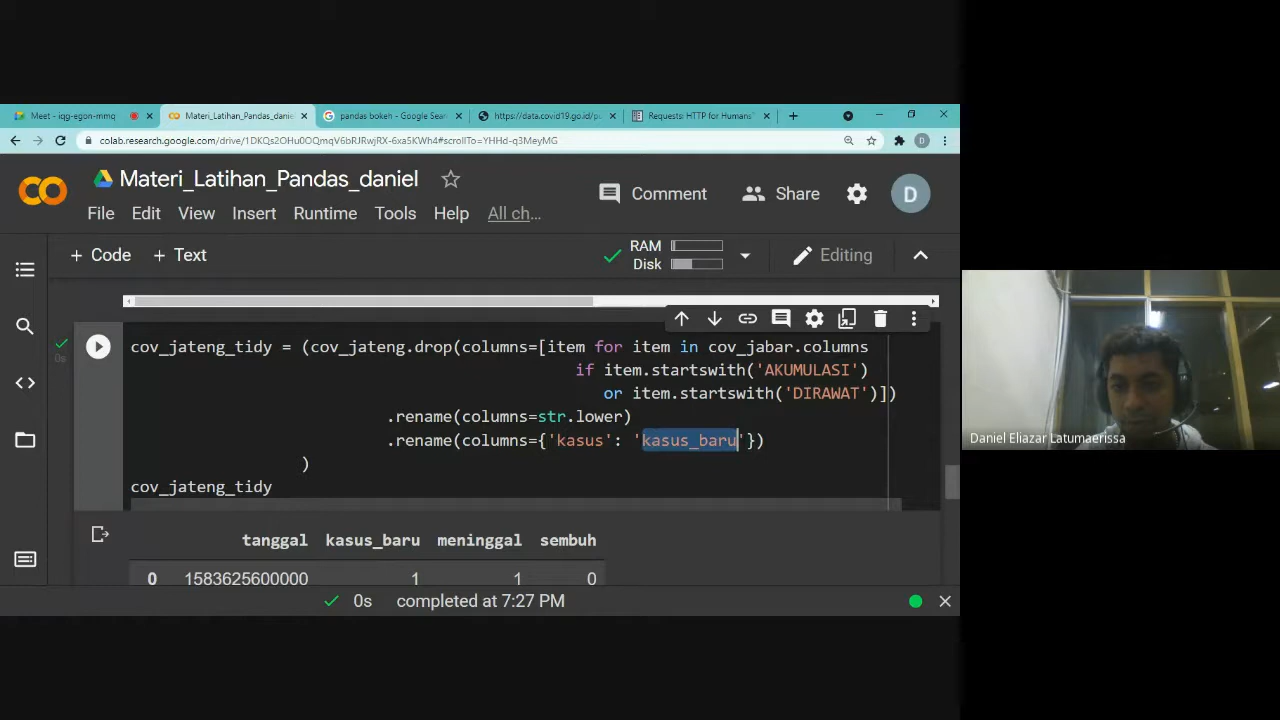 Meet - iqg-egon-mmq
Materi_Latihan_Pandas_danie
pandas bokeh - Google Sear
https://data.covid19.go.id/pu
Requests: HTTP for Humans
colab.research.google.com/drive/1DKQs2OHu0OQmqV6bRJRwjRX-6xa5KWh4#scrollTo=YHHd-q3MeyMG
D
Materi_Latihan_Pandas_daniel
Comment
Share
D
File Edit View Insert Runtime Tools Help All ch...
+ Code + Text
RAM
Disk
Editing
cov_jateng_tidy = (cov_jateng.drop(columns=[item for item in cov_jabar.columns
0s
if item.startswith('AKUMULASI')
or item.startswith('DIRAWAT')])
.rename(columns=str.lower)
.rename(columns={'kasus': 'kasus_baru'})
)
cov_jateng_tidy
tanggal kasus_baru meninggal sembuh
0 1583625600000 1 1 0
0s completed at 7:27 PM
Daniel Eliazar Latumaerissa